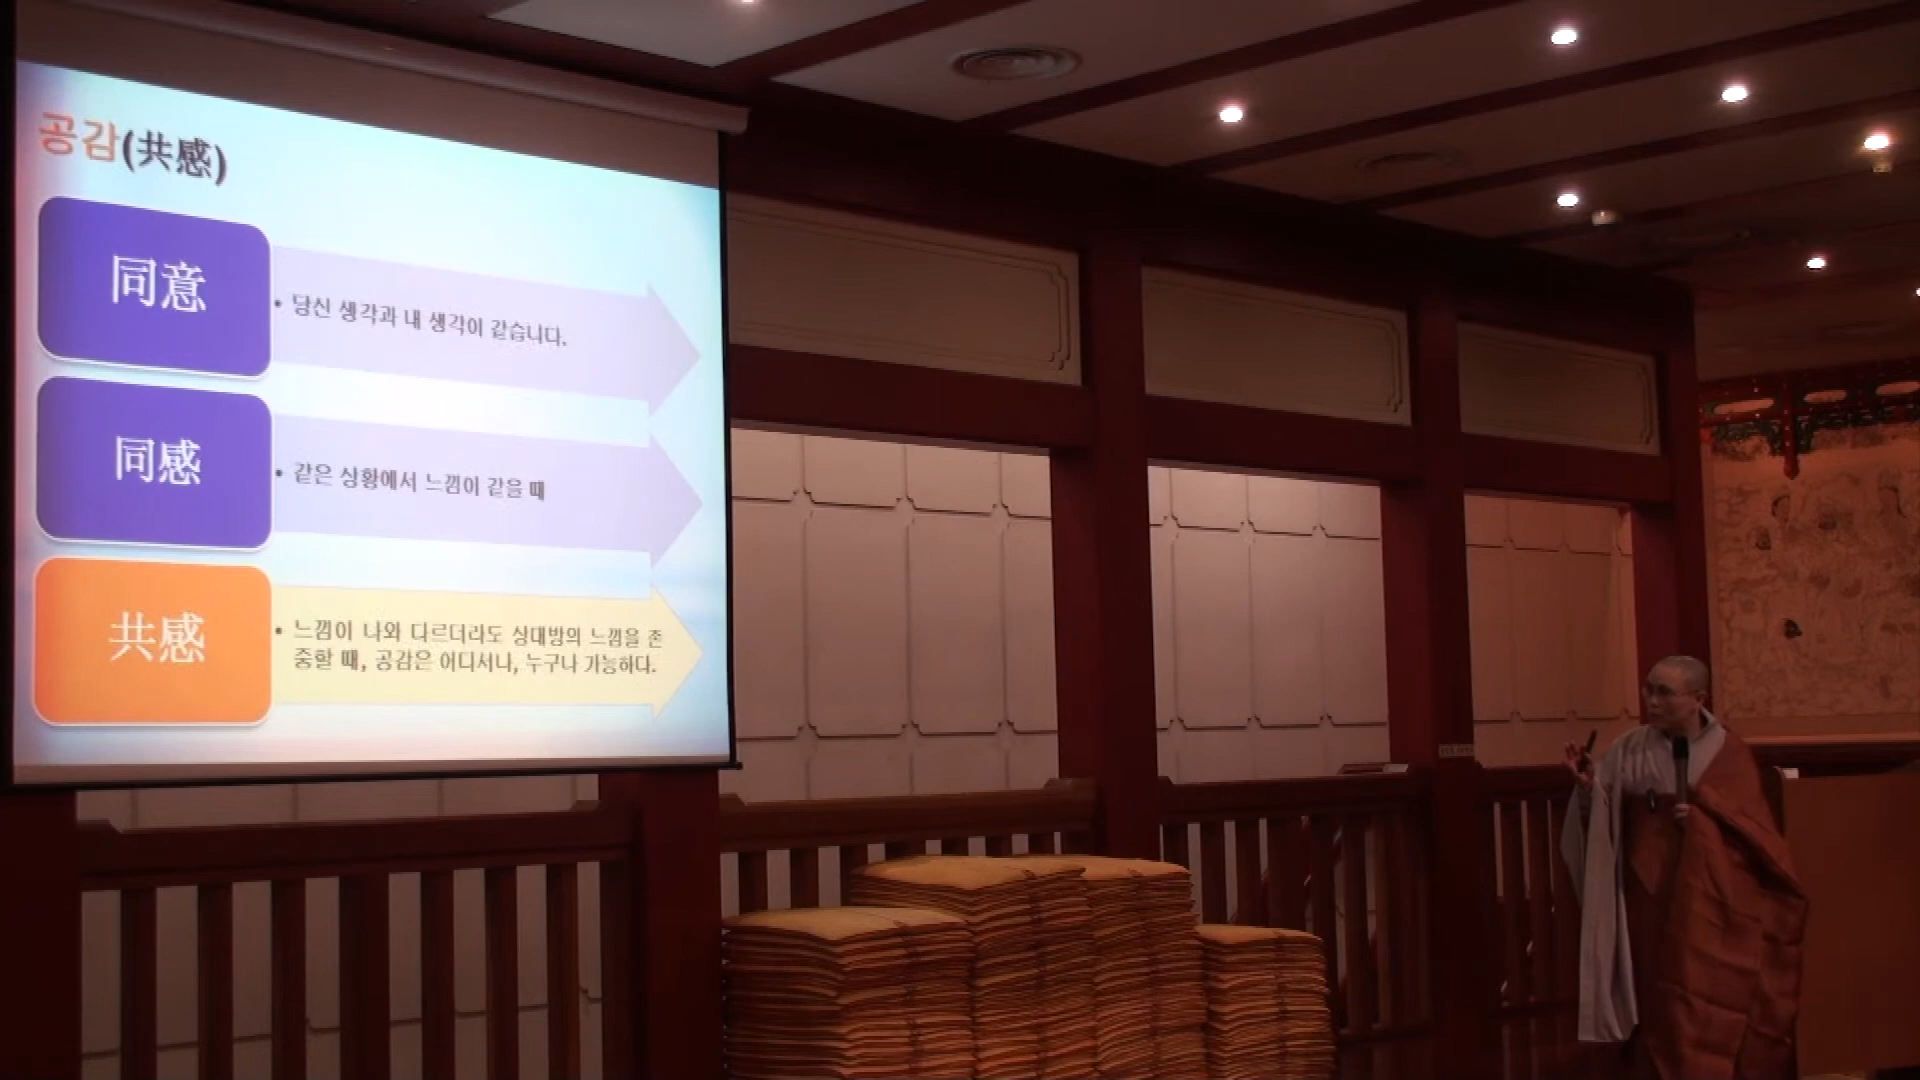 공감(共感)
同意
• 당신 생각과 내 생각이 같습니다.
同感
• 같은 상황에서 느낌이 같을 때
共感
• 느낌이 나와 다르더라도 상대방의 느낌을 존
중할 때, 공감은 어디서나, 누구나 가능하다.